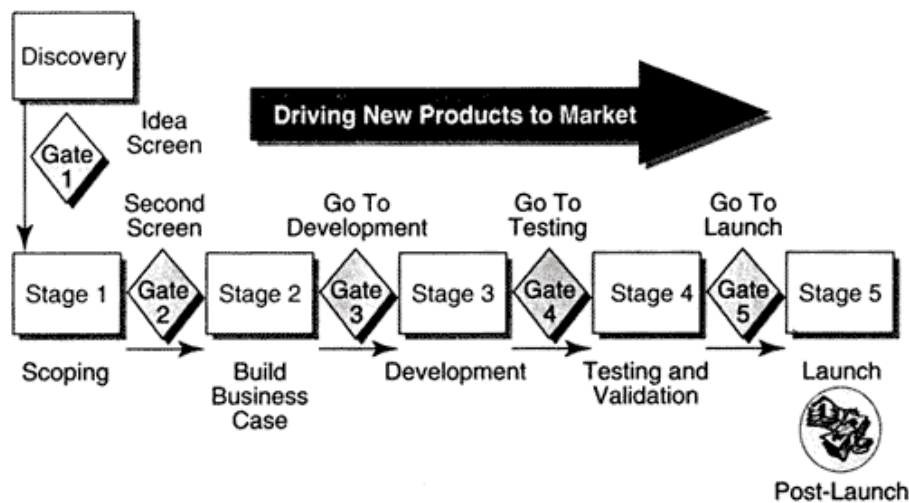 Discovery
Driving New Products to Market
Idea
Screen
Gate
1
Second
Screen
Go To
Development
Go To
Testing
Go To
Launch
Stage 1
Gate
2
Stage 2
Gate
3
Stage 3
Gate
4
Stage 4
Gate
5
Stage 5
Scoping
Build
Business
Case
Development
Testing and
Validation
Launch
Post-Launch